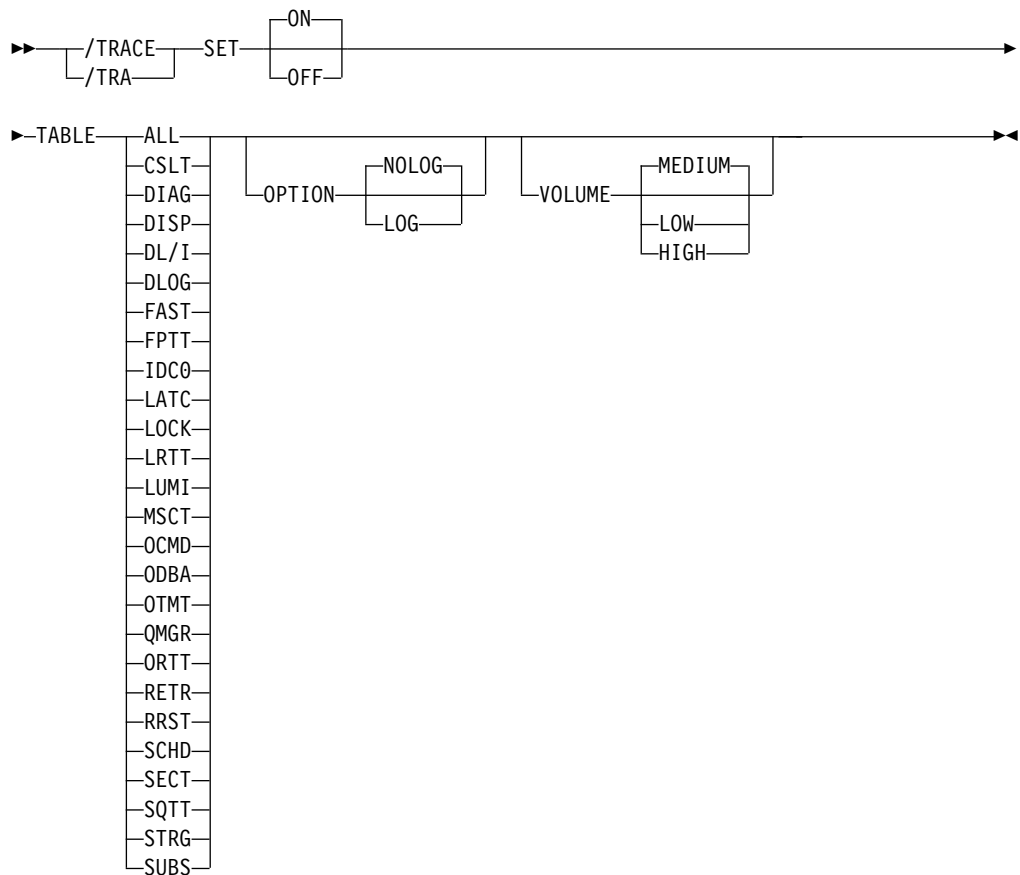 ON
/TRACE SET
/TRA OFF
TABLE ALL
CSLT NOLOG MEDIUM
DIAG OPTION VOLUME
DISP LOG LOW
DL/I HIGH
DLOG
FAST
FPTT
IDC0
LATC
LOCK
LRTT
LUMI
MSCT
OCMD
ODBA
OTMT
QMGR
ORTT
RETR
RRST
SCHD
SECT
SQTT
STRG
SUBS